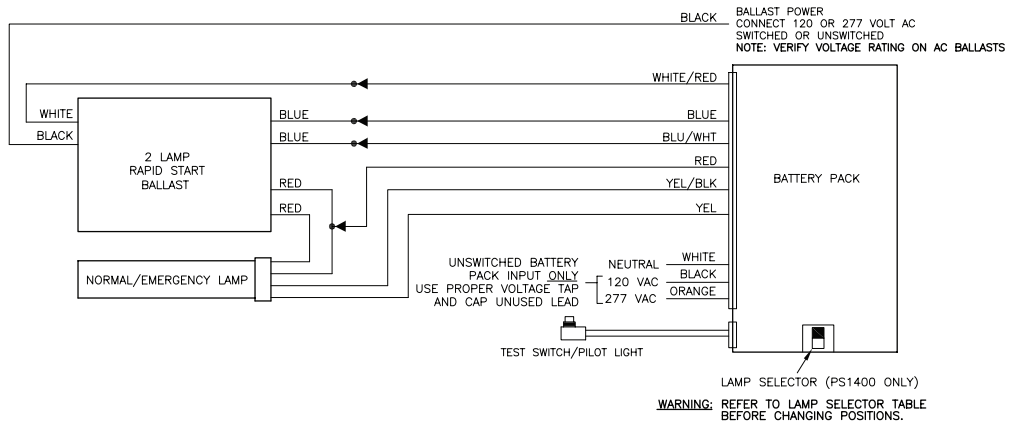 BLACK
BALLAST POWER
CONNECT 120 OR 277 VOLT AC
SWITCHED OR UNSWITCHED
NOTE: VERIFY VOLTAGE RATING ON AC BALLASTS
WHITE/RED
WHITE
BLUE
BLUE
BLACK
BLUE
BLU/WHT
2 LAMP
RAPID START
BALLAST
RED
RED
YEL/BLK
RED
YEL
BATTERY PACK
NORMAL/EMERGENCY LAMP
UNSWITCHED BATTERY
PACK INPUT ONLY
USE PROPER VOLTAGE TAP
AND CAP UNUSED LEAD
NEUTRAL
WHITE
120 VAC
BLACK
277 VAC
ORANGE
TEST SWITCH/PILOT LIGHT
LAMP SELECTOR (PS1400 ONLY)
WARNING: REFER TO LAMP SELECTOR TABLE
BEFORE CHANGING POSITIONS.